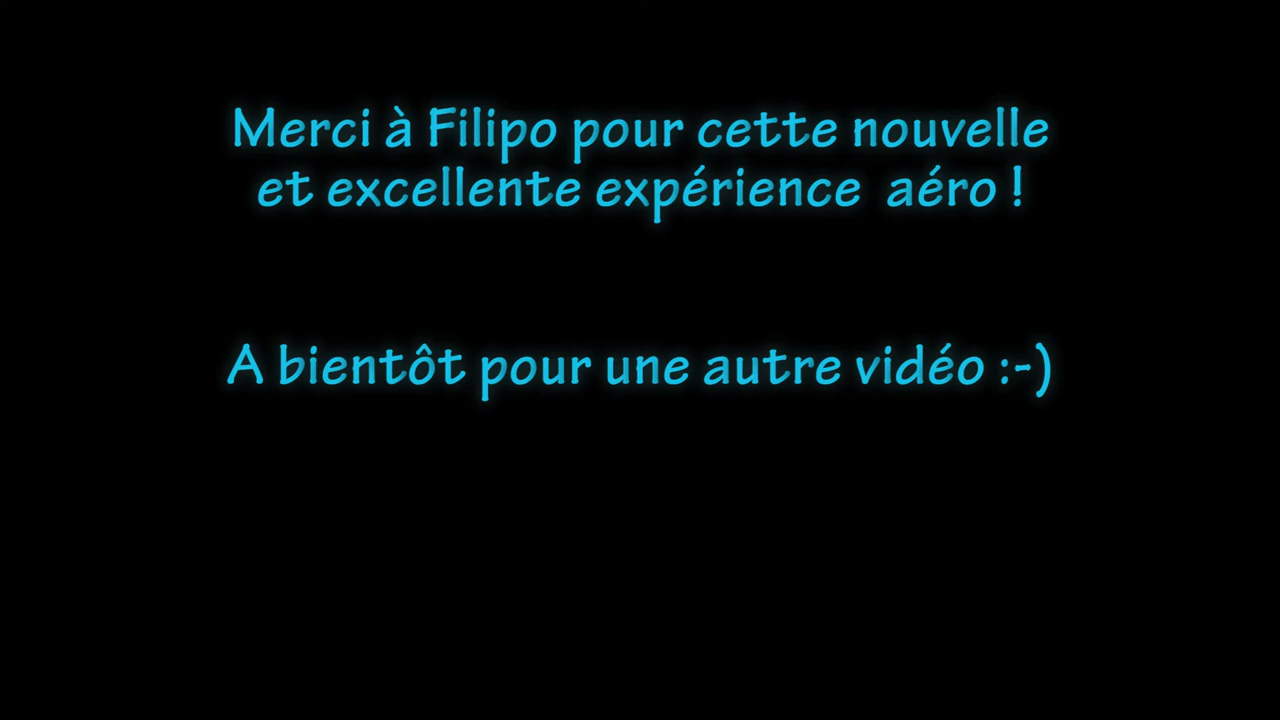 Merci à Filipo pour cette nouvelle
et excellente expérience  aéro !
A bientôt pour une autre vidéo :-)